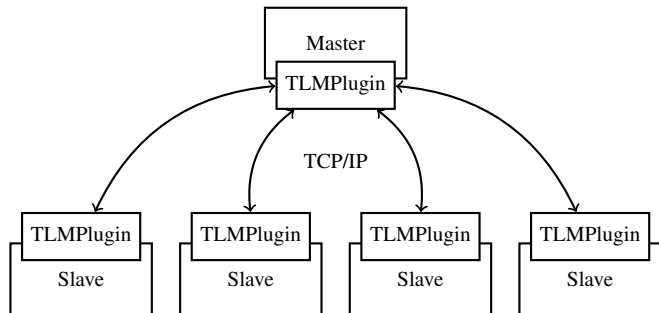 Master
TLMPlugin
TCP/IP
TLMPlugin TLMPlugin TLMPlugin TLMPlugin
Slave Slave Slave Slave